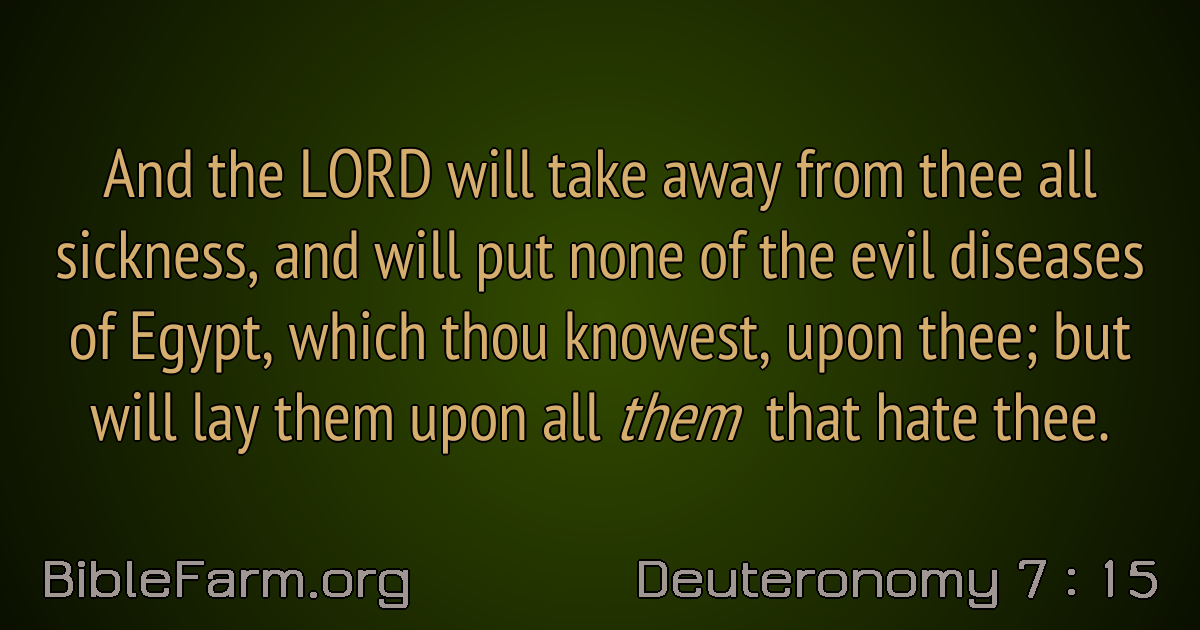 And the LORD will take away from thee all
sickness, and will put none of the evil diseases
of Egypt, which thou knowest, upon thee; but
will lay them upon all them that hate thee.
BibleFarm.org
Deuteronomy 7 : 15